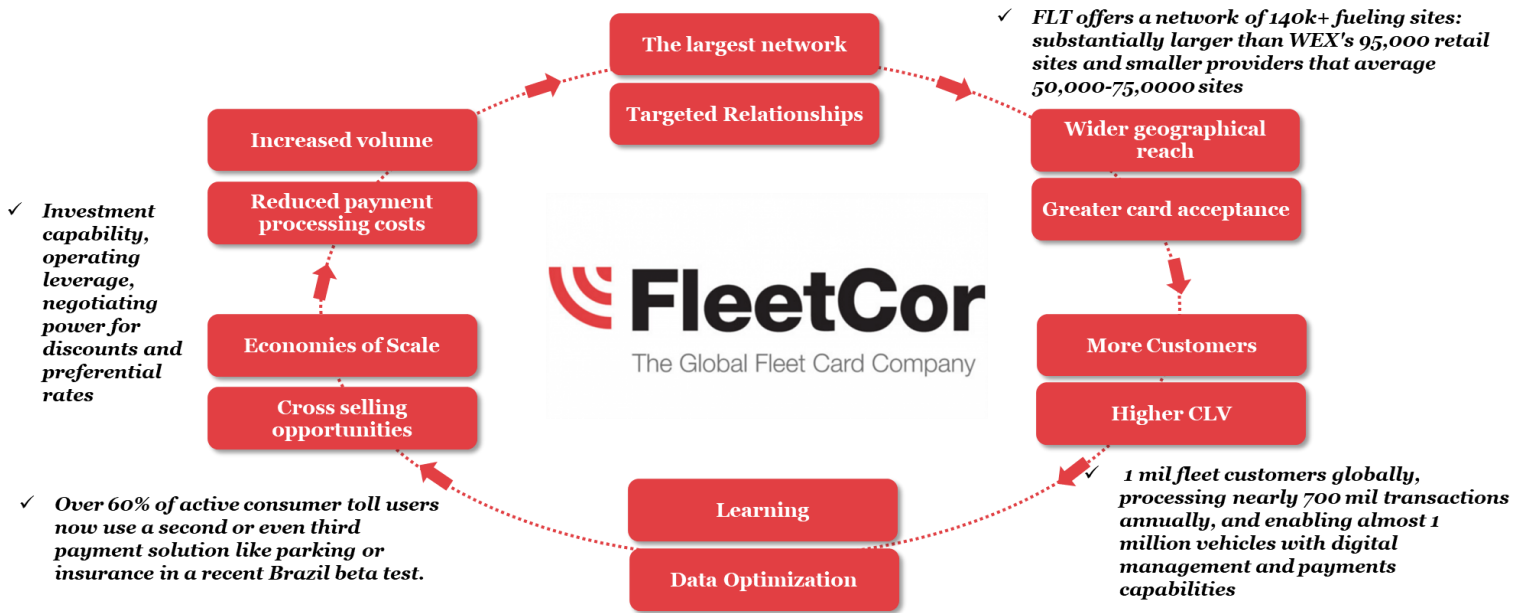 The largest network
Targeted Relationships
✓ FLT offers a network of 140k+ fueling sites:
substantially larger than WEX's 95,000 retail
sites and smaller providers that average
50,000-75,0000 sites
Wider geographical
reach
Greater card acceptance
More Customers
Higher CLV
✓ 1 mil fleet customers globally,
processing nearly 700 mil transactions
annually, and enabling almost 1
million vehicles with digital
management and payments
capabilities
Learning
Data Optimization
Cross selling
opportunities
Economies of Scale
✓ Over 60% of active consumer toll users
now use a second or even third
payment solution like parking or
insurance in a recent Brazil beta test.
Reduced payment
processing costs
Increased volume
✓ Investment
capability,
operating
leverage,
negotiating
power for
discounts and
preferential
rates
FleetCor
The Global Fleet Card Company